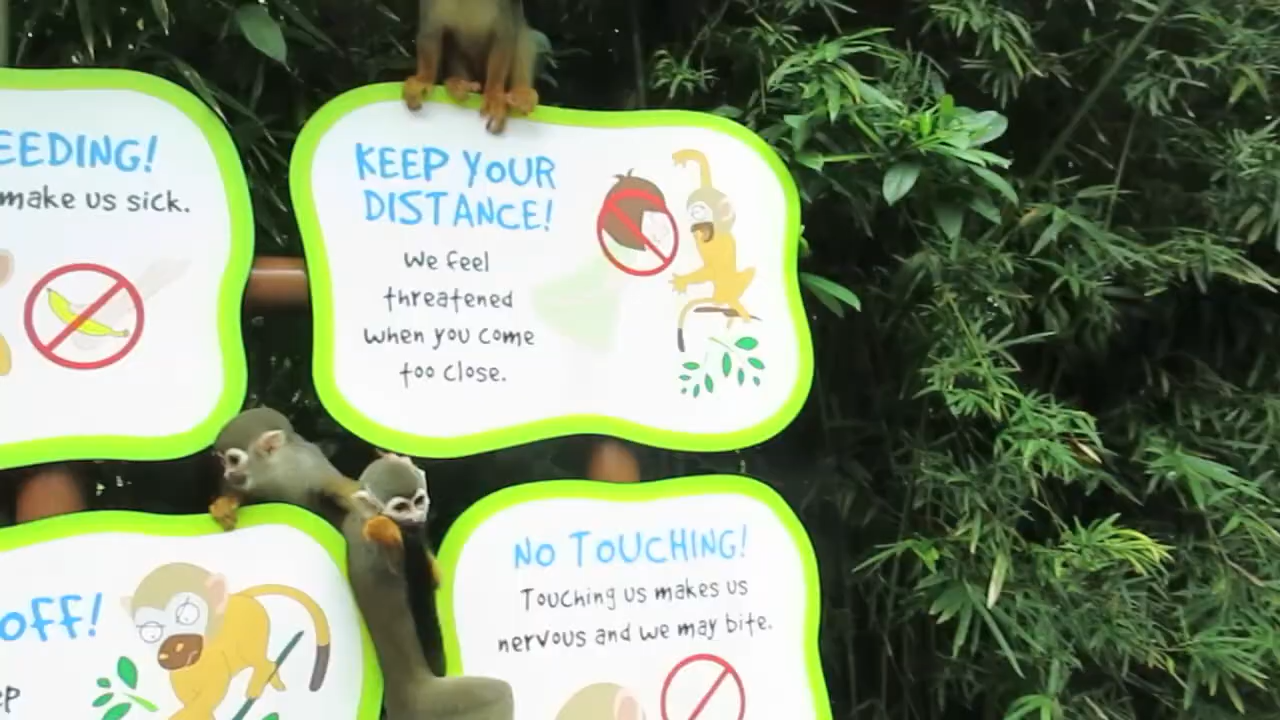 EEDING!
make us sick.
KEEP YOUR
DISTANCE!
We feel
threatened
when you come
too close.
OFF!
NO TOUCHING!
Touching us makes us
nervous and we may bite.